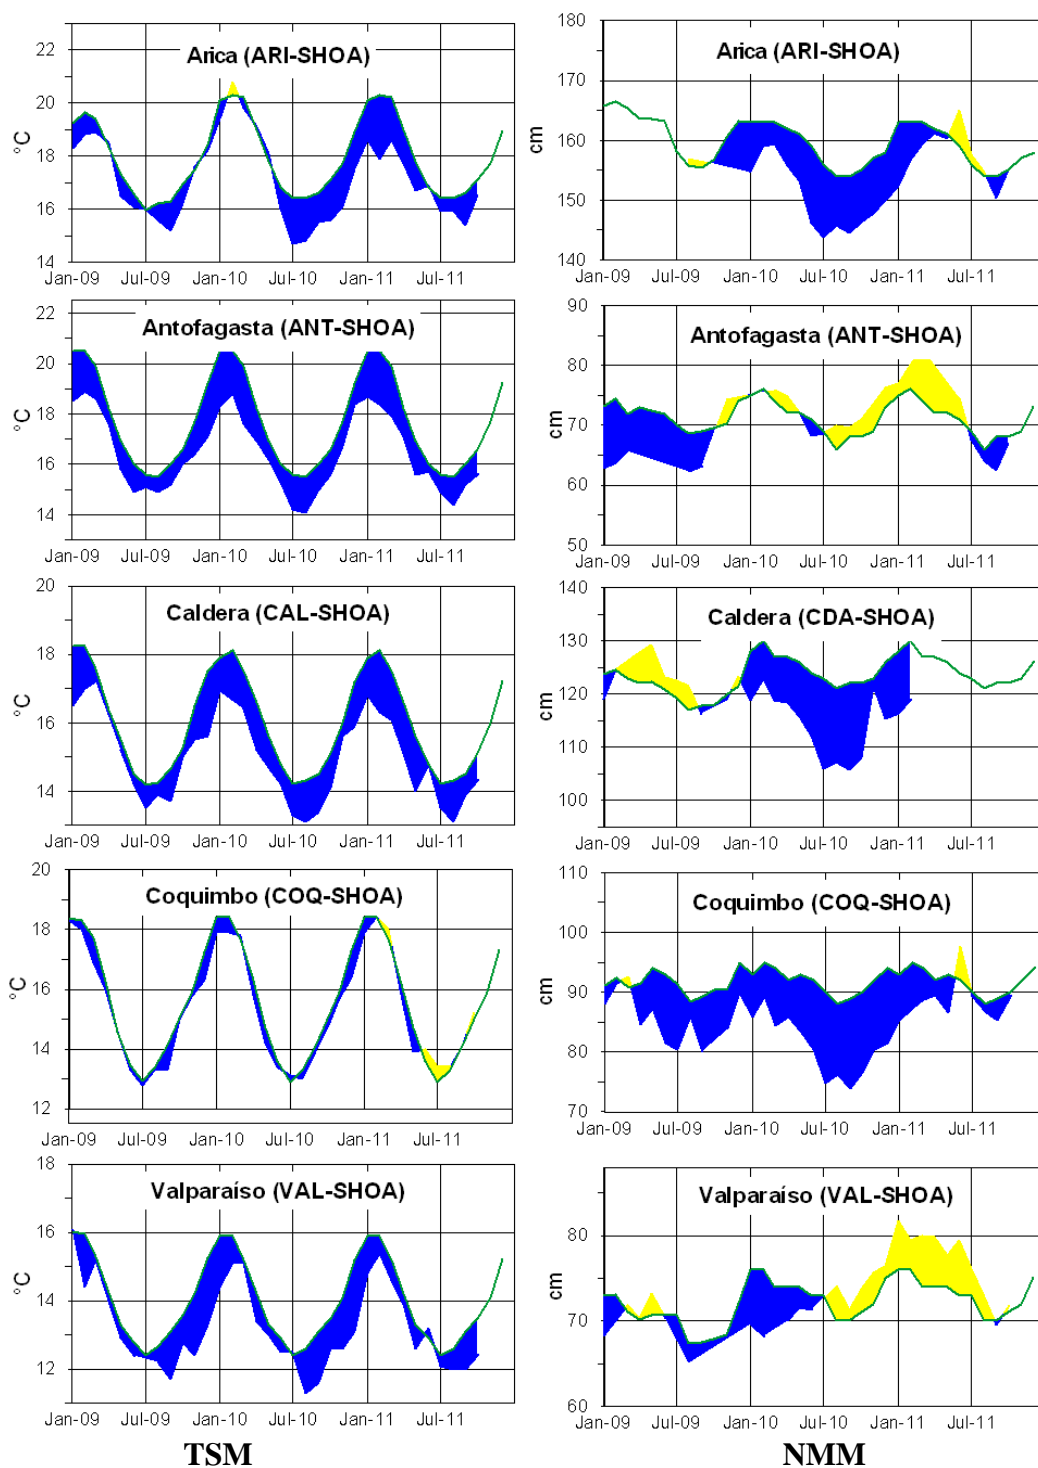 Arica (ARI-SHOA)
°C
22
20
18
16
14
Jan-09 Jul-09 Jan-10 Jul-10 Jan-11 Jul-11
Arica (ARI-SHOA)
cm
180
170
160
150
140
Jan-09 Jul-09 Jan-10 Jul-10 Jan-11 Jul-11
Antofagasta (ANT-SHOA)
°C
22
20
18
16
14
Jan-09 Jul-09 Jan-10 Jul-10 Jan-11 Jul-11
Antofagasta (ANT-SHOA)
cm
90
80
70
60
50
Jan-09 Jul-09 Jan-10 Jul-10 Jan-11 Jul-11
Caldera (CAL-SHOA)
°C
20
18
16
14
Jan-09 Jul-09 Jan-10 Jul-10 Jan-11 Jul-11
Caldera (CDA-SHOA)
cm
140
130
120
110
100
Jan-09 Jul-09 Jan-10 Jul-10 Jan-11 Jul-11
Coquimbo (COQ-SHOA)
°C
20
18
16
14
12
Jan-09 Jul-09 Jan-10 Jul-10 Jan-11 Jul-11
Coquimbo (COQ-SHOA)
cm
110
100
90
80
70
Jan-09 Jul-09 Jan-10 Jul-10 Jan-11 Jul-11
Valparaíso (VAL-SHOA)
°C
18
16
14
12
Jan-09 Jul-09 Jan-10 Jul-10 Jan-11 Jul-11
Valparaíso (VAL-SHOA)
cm
80
70
60
Jan-09 Jul-09 Jan-10 Jul-10 Jan-11 Jul-11
TSM
NMM